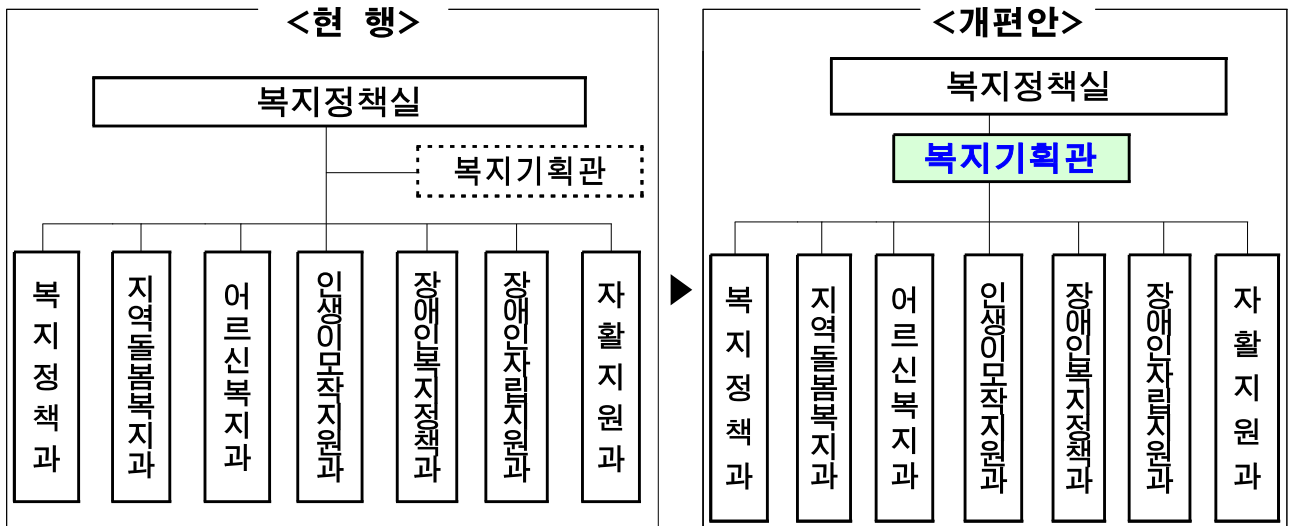 <현 행>
복지정책실
복지기획관
복지정책과
지역돌봄복지과
어르신복지과
인생이모작지원과
장애인복지정책과
장애인자립지원과
자활지원과
<개편안>
복지정책실
복지기획관
복지정책과
지역돌봄복지과
어르신복지과
인생이모작지원과
장애인복지정책과
장애인자립지원과
자활지원과